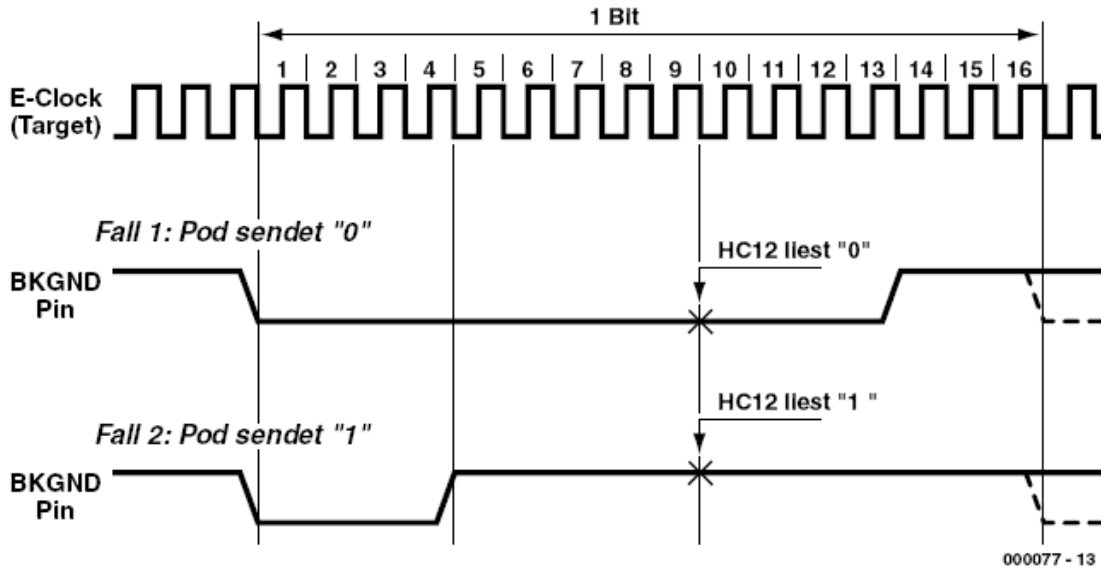 1 Bit
1 2 3 4 5 6 7 8 9 10 11 12 13 14 15 16
E-Clock
(Target)
Fall 1: Pod sendet "0"
HC12 liest "0"
BKGND
Pin
HC12 liest "1 "
Fall 2: Pod sendet "1"
BKGND
Pin
000077 - 13